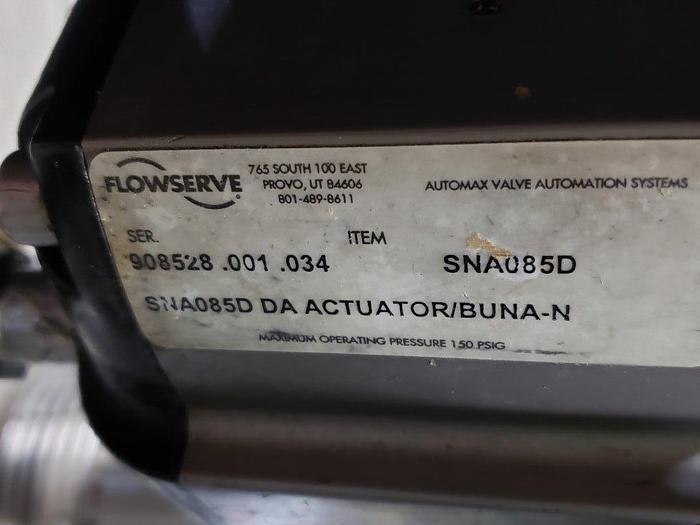 FLOWSERVE
765 SOUTH 100 EAST
PROVO, UT 84606
801-489-8611
AUTOMAX VALVE AUTOMATION SYSTEMS
SER. ITEM
908528 .001 .034 SNA085D
SNA085D DA ACTUATOR/BUNA-N
MAXIMUM OPERATING PRESSURE 150 PSIG